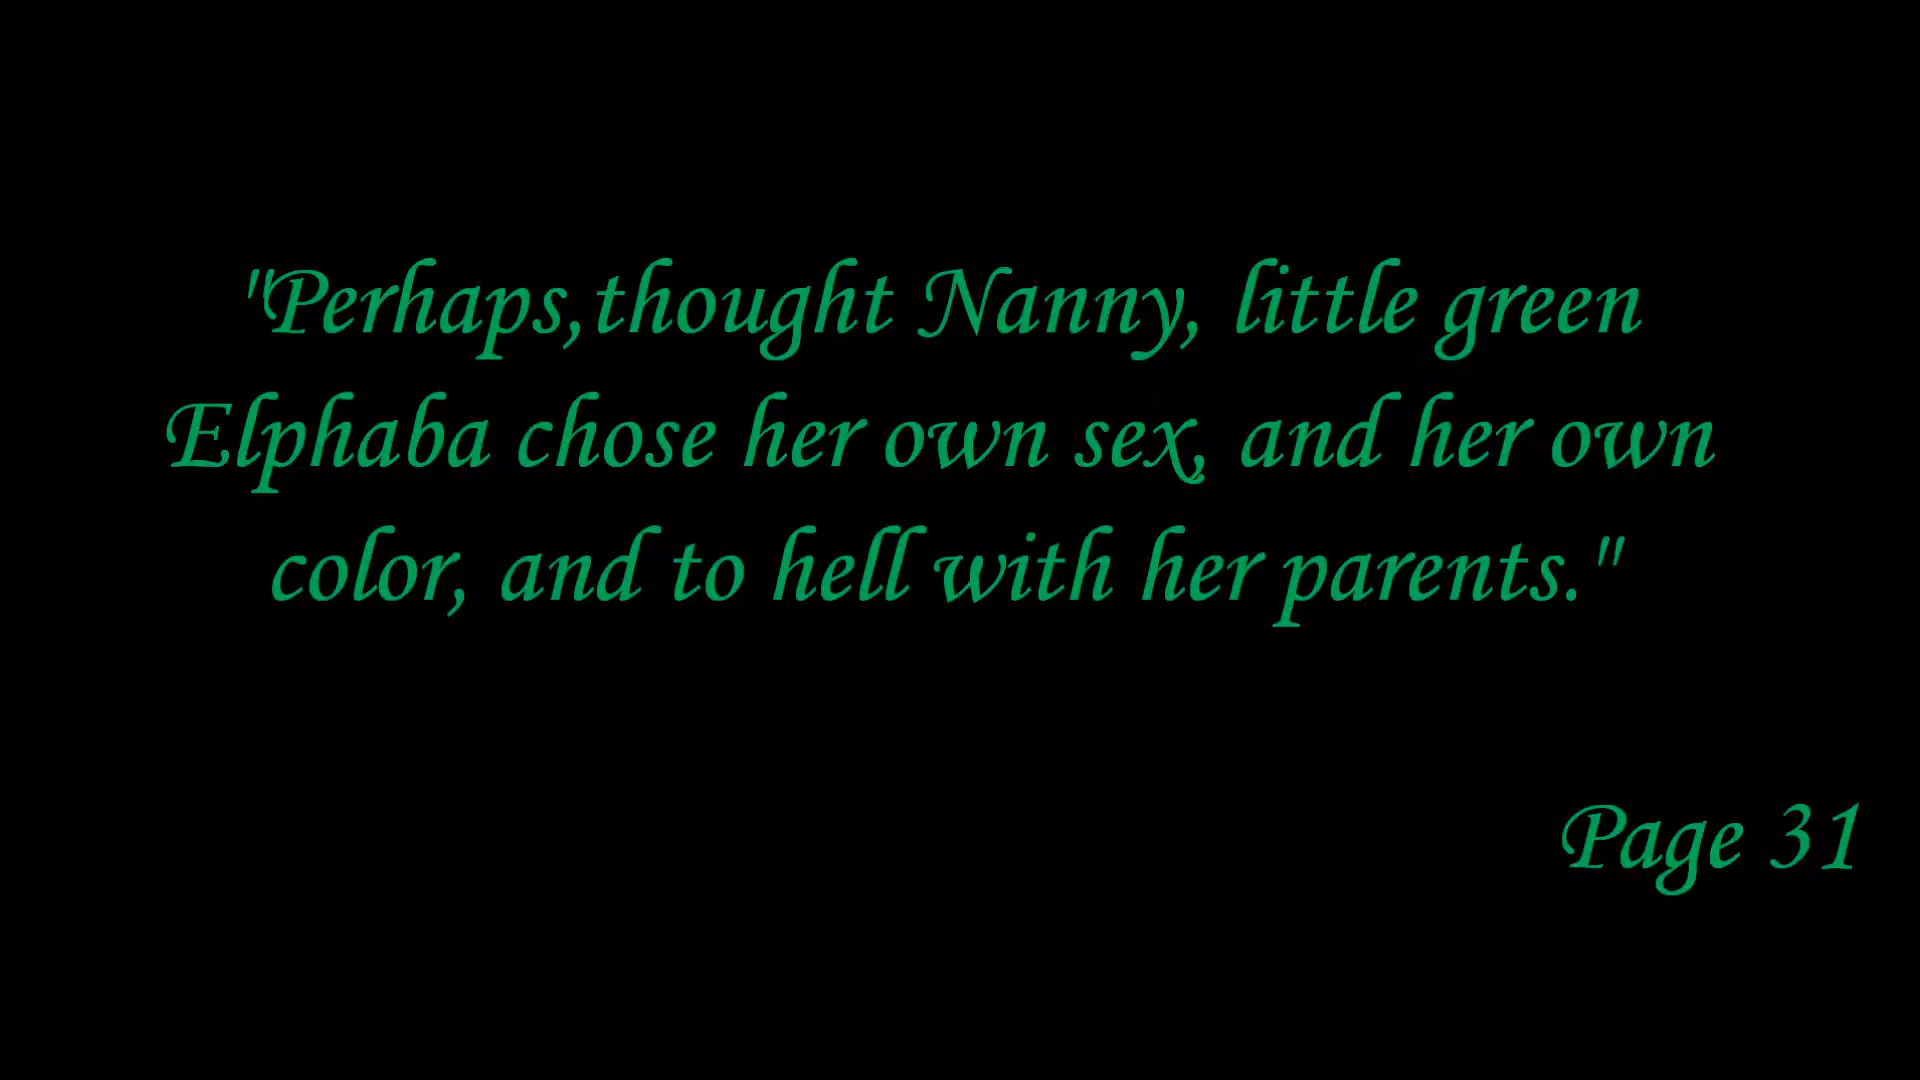 "Perhaps,thought Nanny, little green
Elphaba chose her own sex, and her own
color, and to hell with her parents."
Page 31